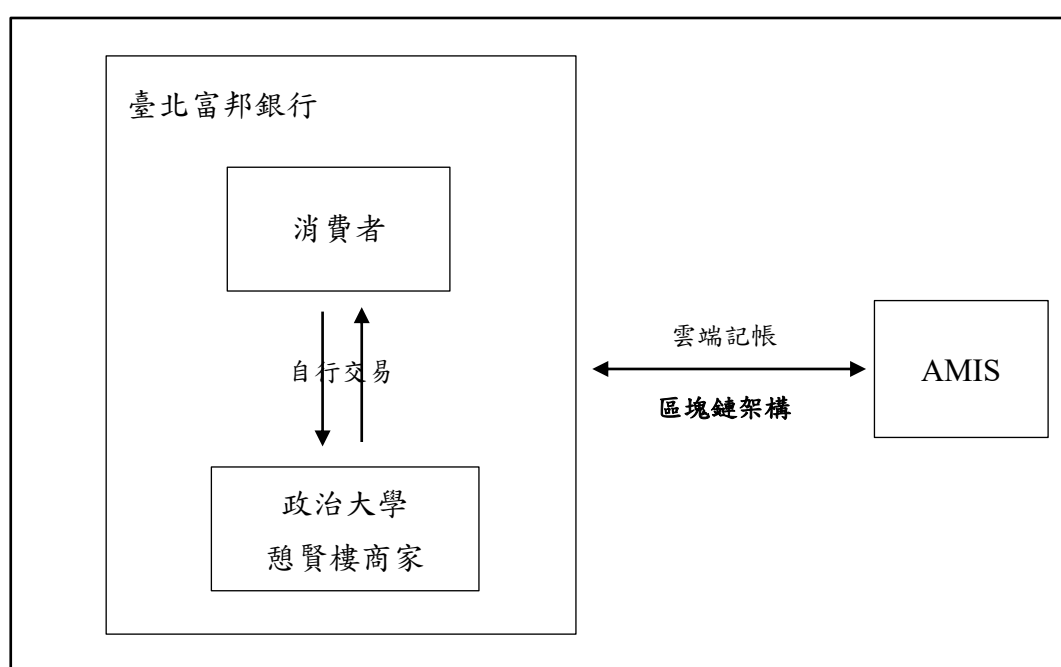 臺北富邦銀行
消費者
自行交易
政治大學
憩賢樓商家
雲端記帳
區塊鏈架構
AMIS